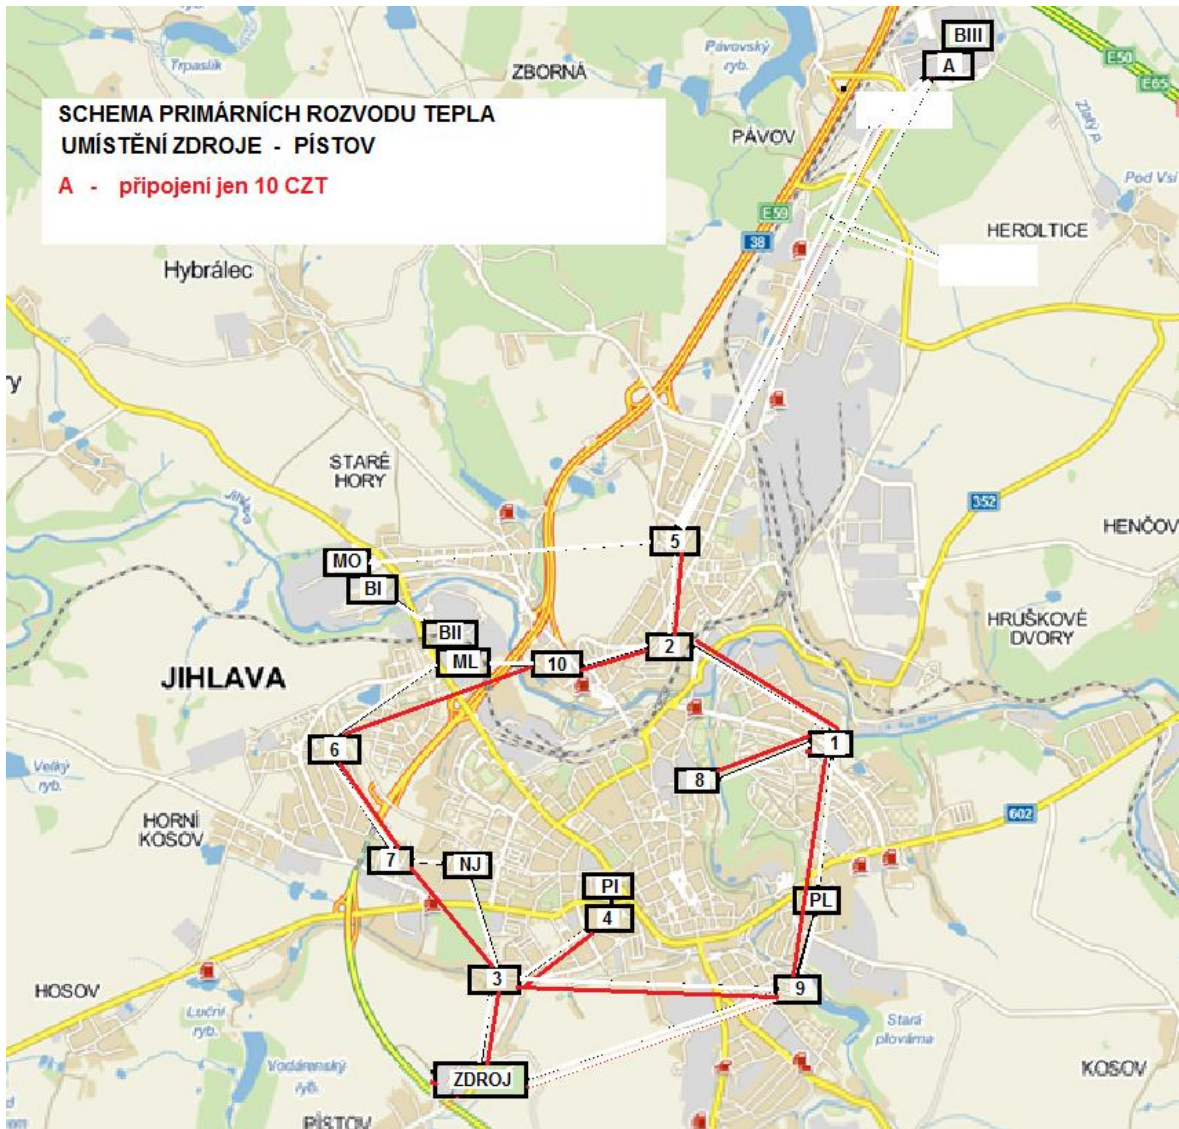 BIII
A
E50
E65
Trpaslík
ZBORNÁ
Pávovský
ryb.
Zlatý p.
SCHEMA PRIMÁRNÍCH ROZVODU TEPLA
UMÍSTĚNÍ ZDROJE - PÍSTOV
A - připojení jen 10 CZT
PÁVOV
Pod Vsí
E59
38
HEROLTICE
Hybrálec
ry
STARÉ
HORY
352
HENČOV
5
MO
BI
BII
ML
10
2
HRUŠKOVÉ
DVORY
JIHLAVA
6
1
8
Velký
ryb.
HORNÍ
KOSOV
602
7
NJ
PI
4
PL
3
9
HOSOV
Luční
ryb.
Stará
plovárna
Vodárenský
ryb.
ZDROJ
KOSOV
PÍSTOV